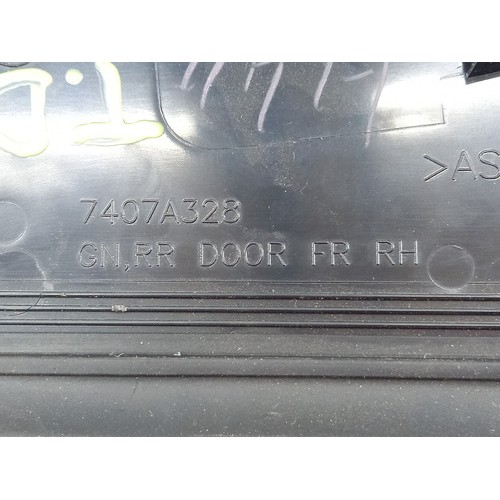 >AS
7407A328
GN,RR DOOR FR RH